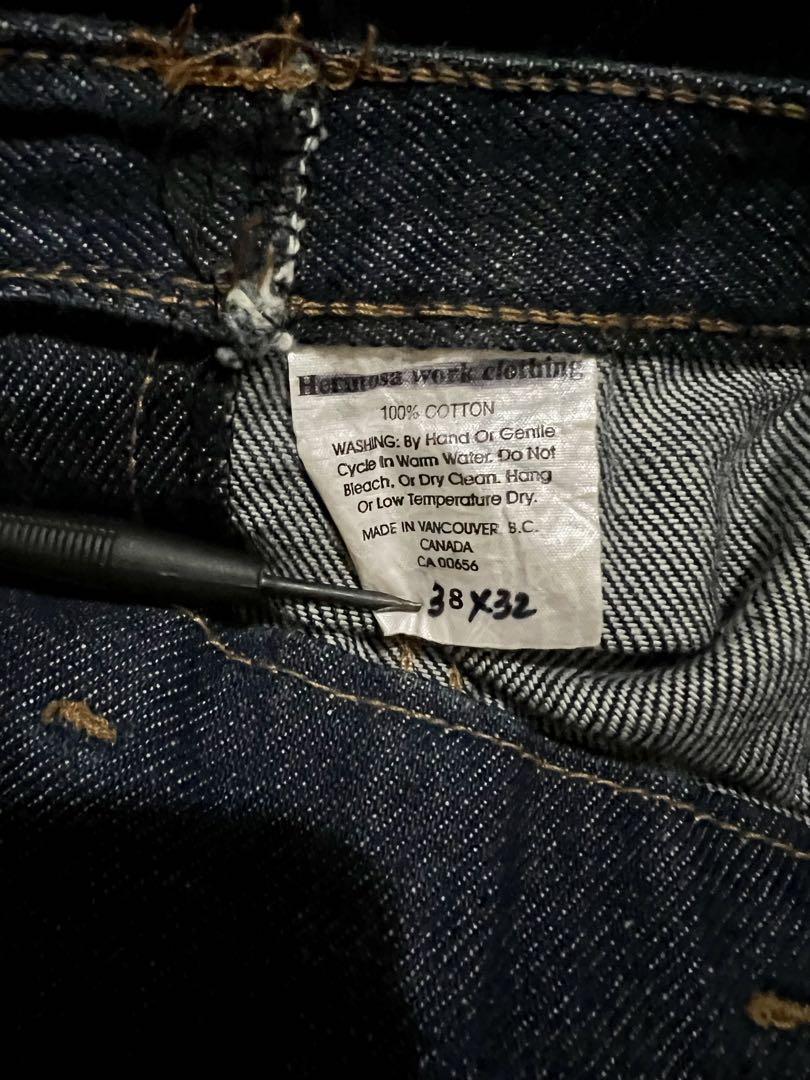 Hermosa work clothing
100% COTTON
WASHING: By Hand Or Gentle
Cycle In Warm Water. Do Not
Bleach, Or Dry Clean. Hang
Or Low Temperature Dry.
MADE IN VANCOUVER B.C.
CANADA
CA 00656
38X32